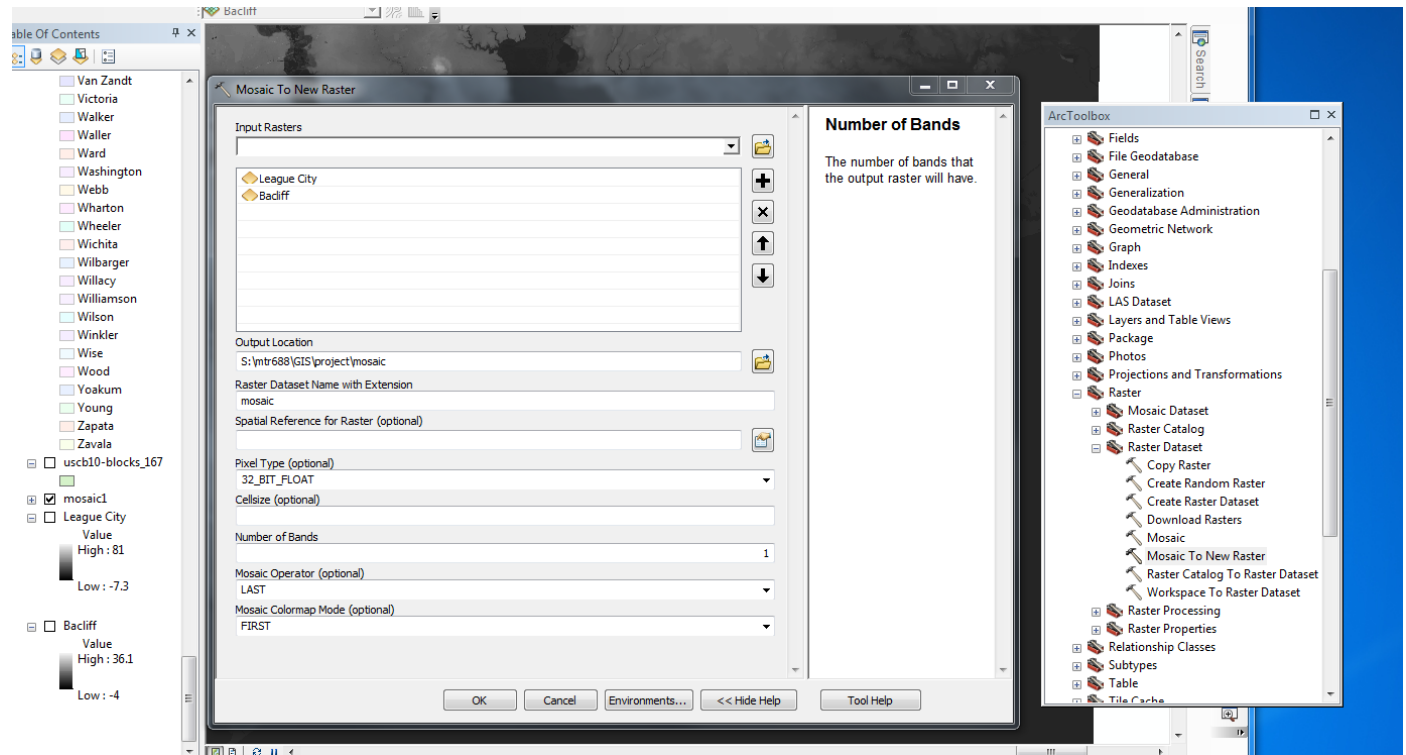 Bacliff
Table Of Contents
Van Zandt
Victoria
Walker
Waller
Ward
Washington
Webb
Wharton
Wheeler
Wichita
Wilbarger
Willacy
Williamson
Wilson
Winkler
Wise
Wood
Yoakum
Young
Zapata
Zavala
uscb10-blocks_167
mosaic1
League City
Value
High : 81
Low : -7.3
Bacliff
Value
High : 36.1
Low : -4
Mosaic To New Raster
Input Rasters
League City
Bacliff
Output Location
S:\mtr688\GIS\project\mosaic
Raster Dataset Name with Extension
mosaic
Spatial Reference for Raster (optional)
Pixel Type (optional)
32_BIT_FLOAT
Cellsize (optional)
Number of Bands
1
Mosaic Operator (optional)
LAST
Mosaic Colormap Mode (optional)
FIRST
OK
Cancel
Environments...
<< Hide Help
Tool Help
Number of Bands
The number of bands that
the output raster will have.
Search
ArcToolbox
Fields
File Geodatabase
General
Generalization
Geodatabase Administration
Geometric Network
Graph
Indexes
Joins
LAS Dataset
Layers and Table Views
Package
Photos
Projections and Transformations
Raster
Mosaic Dataset
Raster Catalog
Raster Dataset
Copy Raster
Create Random Raster
Create Raster Dataset
Download Rasters
Mosaic
Mosaic To New Raster
Raster Catalog To Raster Dataset
Workspace To Raster Dataset
Raster Processing
Raster Properties
Relationship Classes
Subtypes
Table
Tile Cache